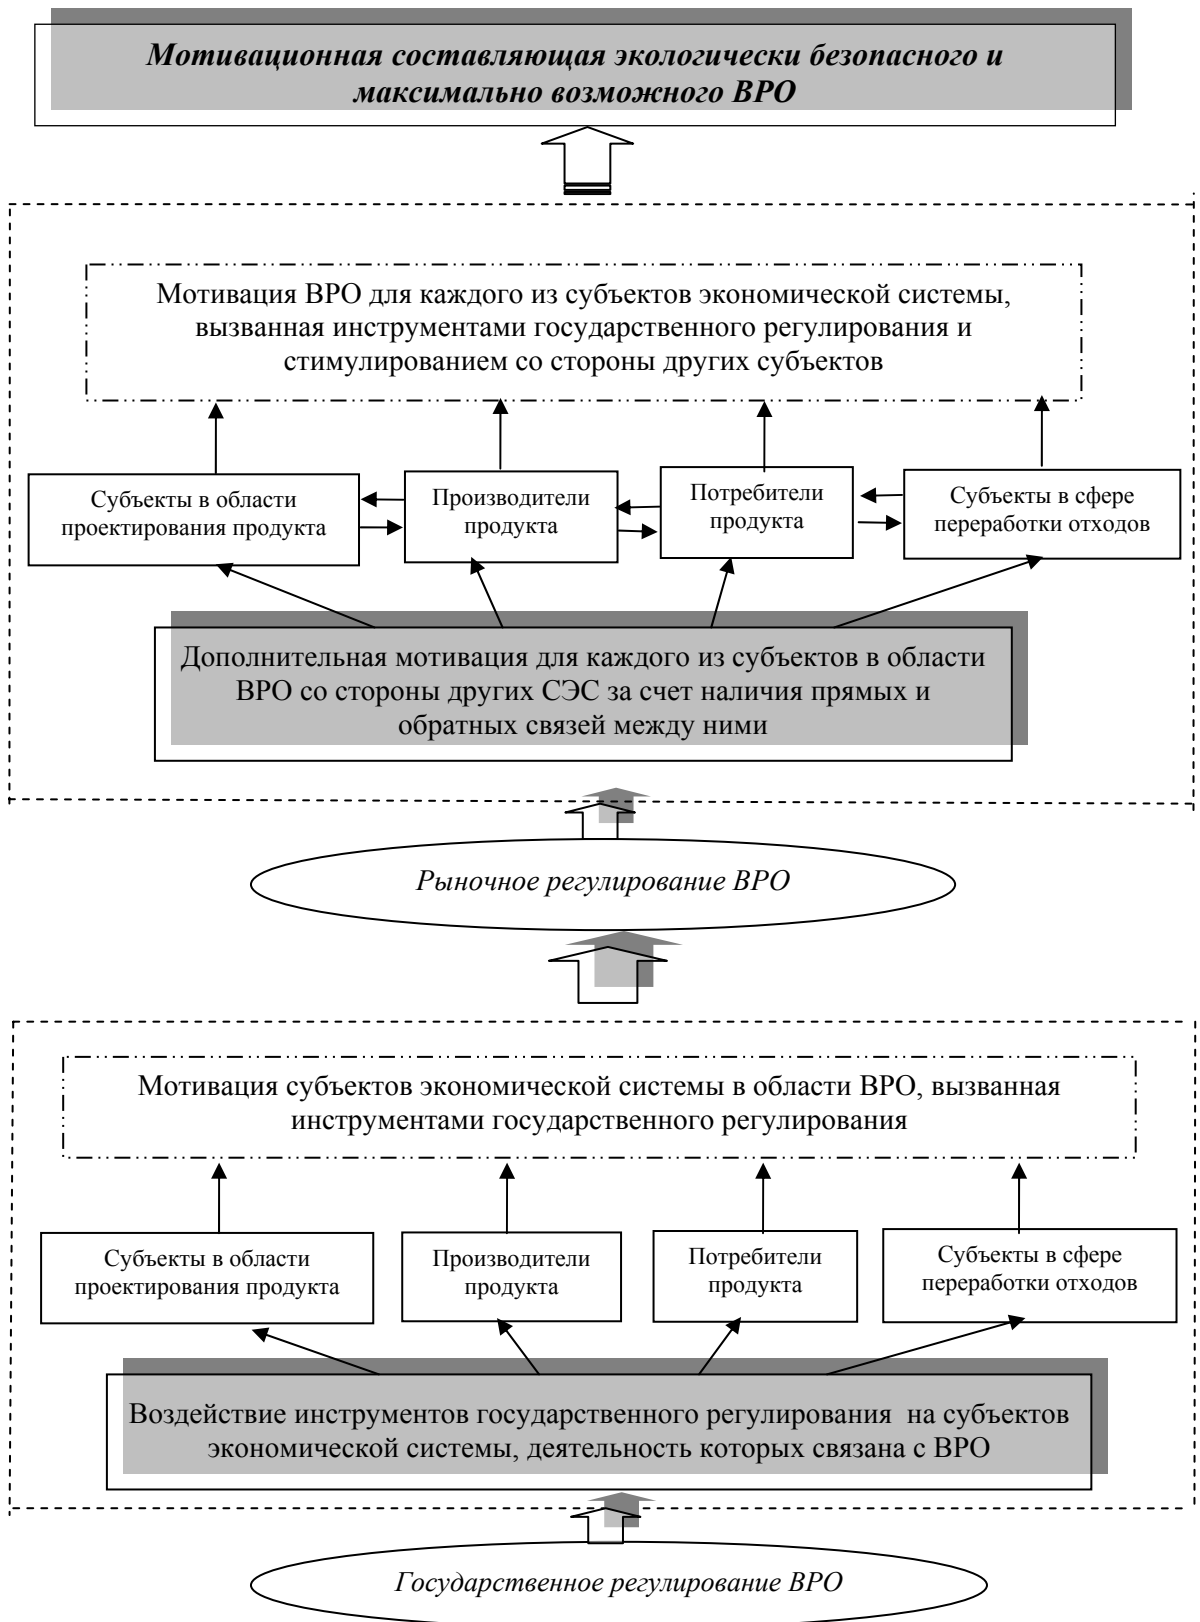 Мотивационная составляющая экологически безопасного и
максимально возможного ВРО
Мотивация ВРО для каждого из субъектов экономической системы,
вызванная инструментами государственного регулирования и
стимулированием со стороны других субъектов
Субъекты в области
проектирования продукта
Производители
продукта
Потребители
продукта
Субъекты в сфере
переработки отходов
Дополнительная мотивация для каждого из субъектов в области
ВРО со стороны других СЭС за счет наличия прямых и
обратных связей между ними
Рыночное регулирование ВРО
Мотивация субъектов экономической системы в области ВРО, вызванная
инструментами государственного регулирования
Субъекты в области
проектирования продукта
Производители
продукта
Потребители
продукта
Субъекты в сфере
переработки отходов
Воздействие инструментов государственного регулирования на субъектов
экономической системы, деятельность которых связана с ВРО
Государственное регулирование ВРО